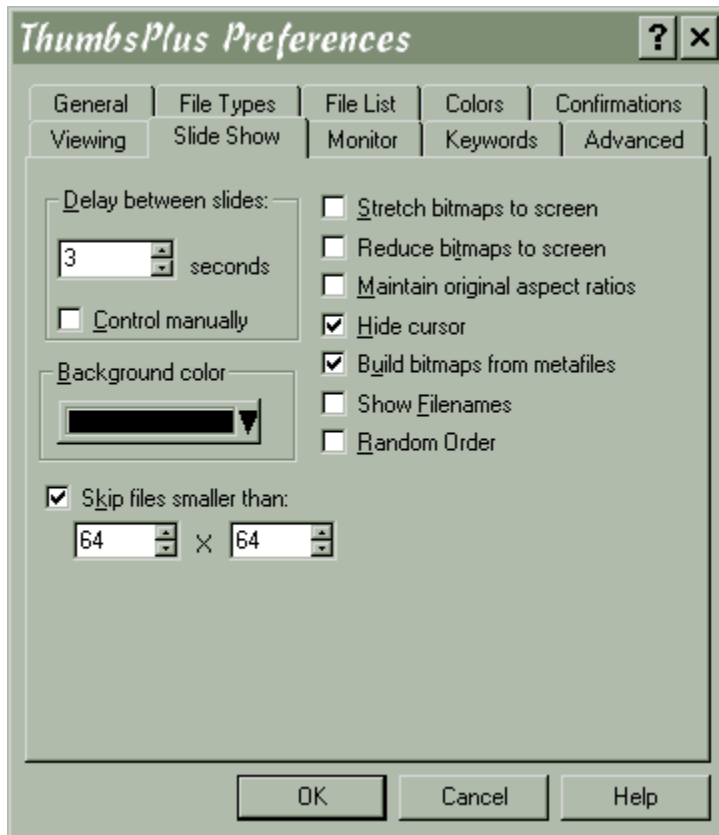 ThumbsPlus Preferences
General File Types File List Colors Confirmations
Viewing Slide Show Monitor Keywords Advanced
Delay between slides:
3 seconds
Control manually
Background color
Skip files smaller than:
64 X 64
Stretch bitmaps to screen
Reduce bitmaps to screen
Maintain original aspect ratios
Hide cursor
Build bitmaps from metafiles
Show Filenames
Random Order
OK Cancel Help